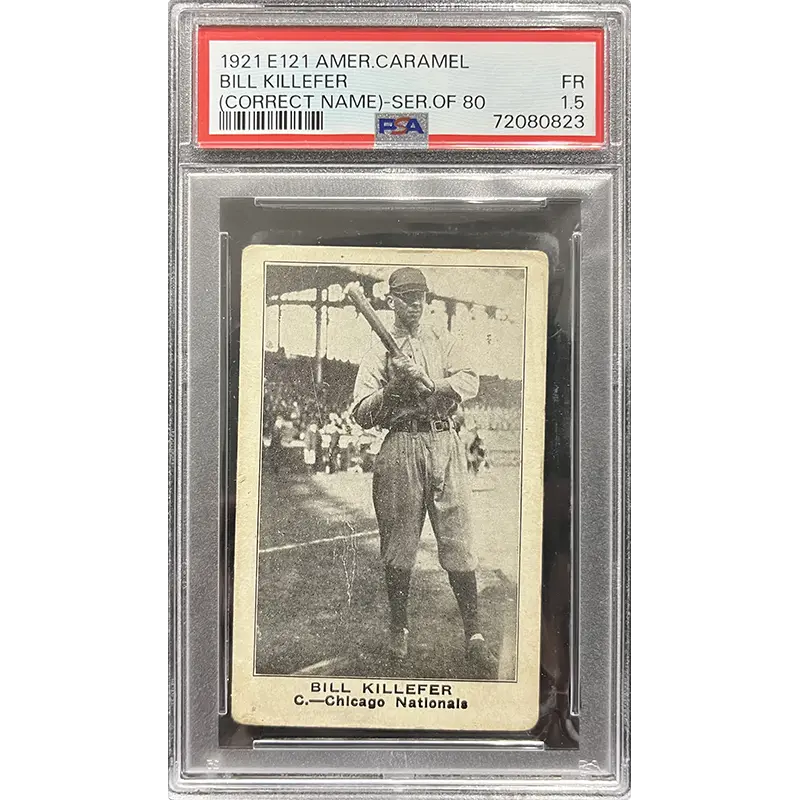 1921 E121 AMER.CARAMEL
BILL KILLEFER FR
(CORRECT NAME)-SER.OF 80 1.5
PSA 72080823
BILL KILLEFER
C.—Chicago Nationals